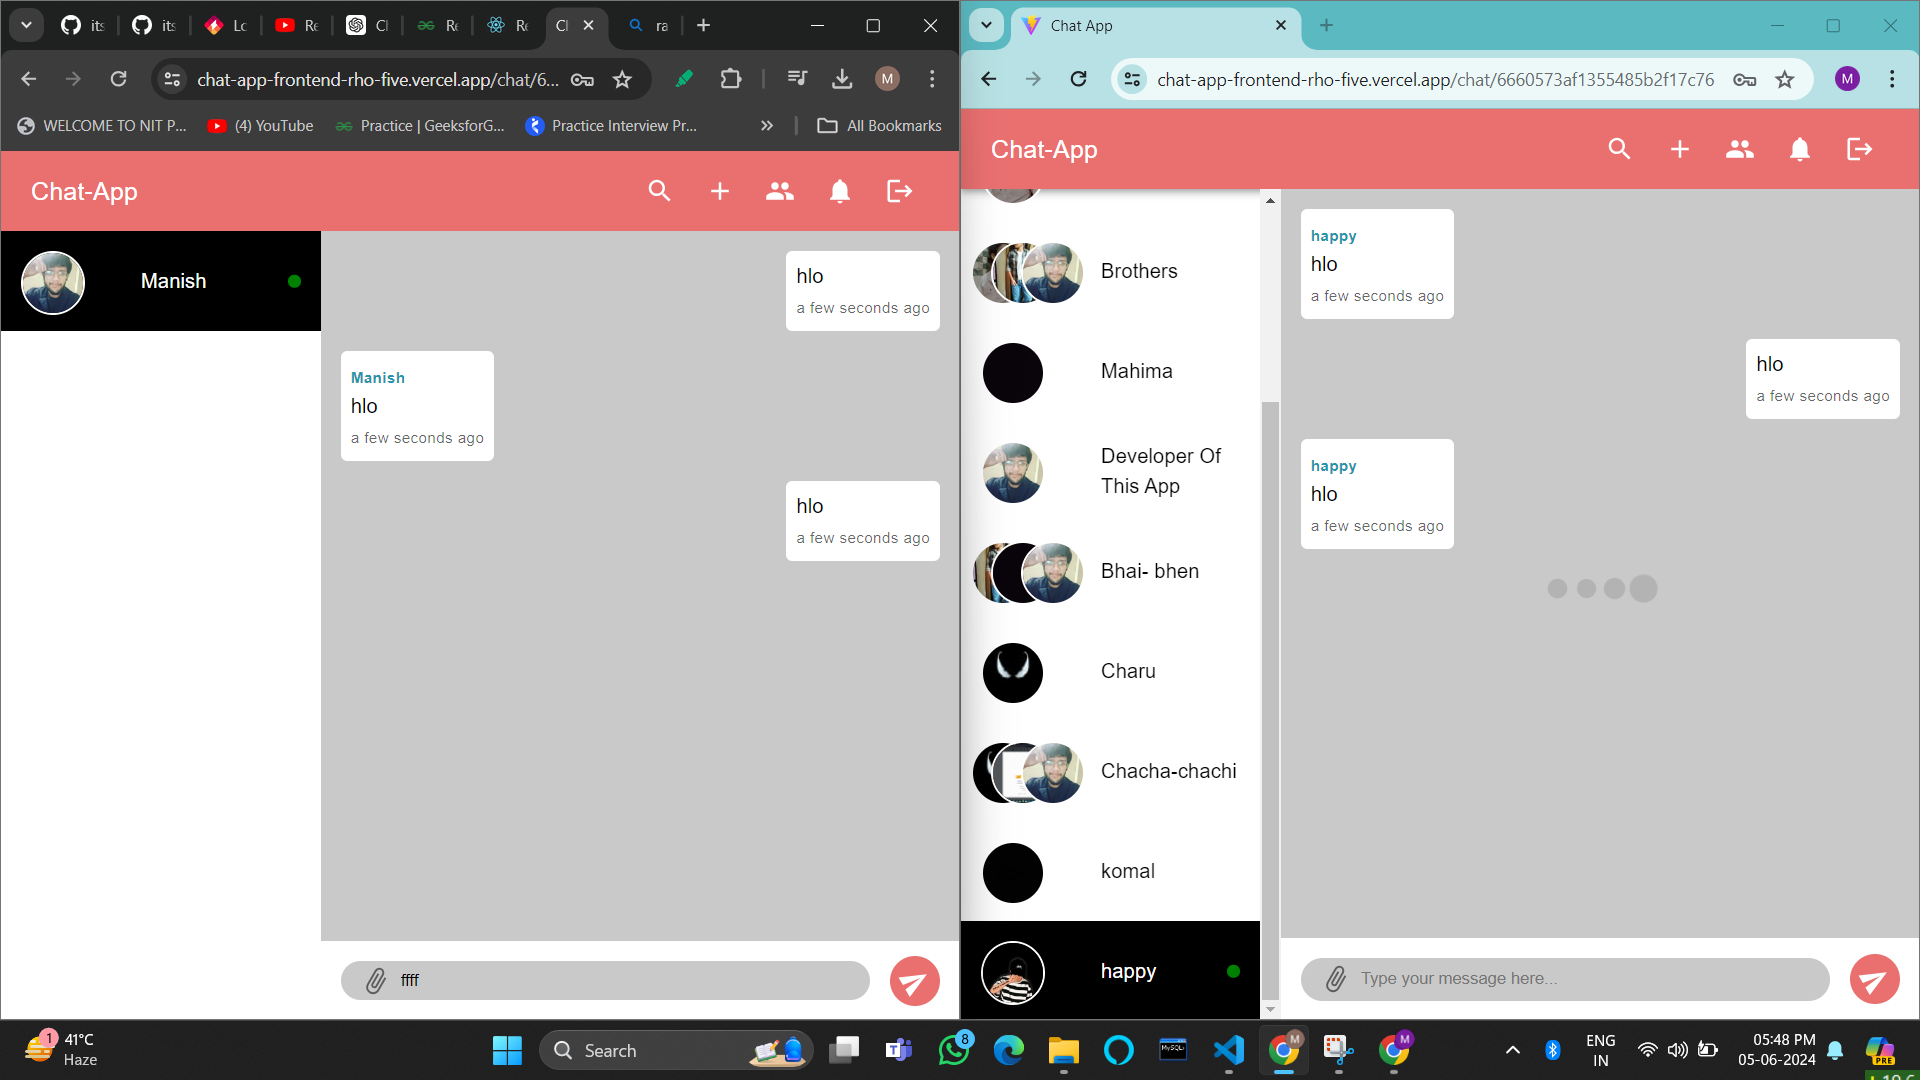 its
its
Lo
Re
Cl
Re
Re
Cl
ra
chat-app-frontend-rho-five.vercel.app/chat/6...
M
WELCOME TO NIT P...
(4) YouTube
Practice | GeeksforG...
Practice Interview Pr...
All Bookmarks
Chat-App
Manish
hlo
a few seconds ago
Manish
hlo
a few seconds ago
hlo
a few seconds ago
ffff
Chat App
chat-app-frontend-rho-five.vercel.app/chat/6660573af1355485b2f17c76
M
Chat-App
Brothers
Mahima
Developer Of
This App
Bhai- bhen
Charu
Chacha-chachi
komal
happy
happy
hlo
a few seconds ago
hlo
a few seconds ago
happy
hlo
a few seconds ago
Type your message here...
1
41°C
Haze
Search
8
MySQL
M
M
ENG
IN
05:48 PM
05-06-2024
PRE